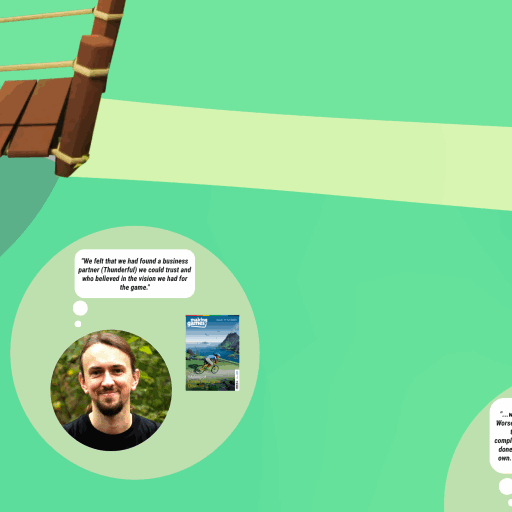 "We felt that we had found a business
partner (Thunderful) we could trust and
who believed in the vision we had for
the game."
making
games
"...w
Worse
t
compl
done
own.